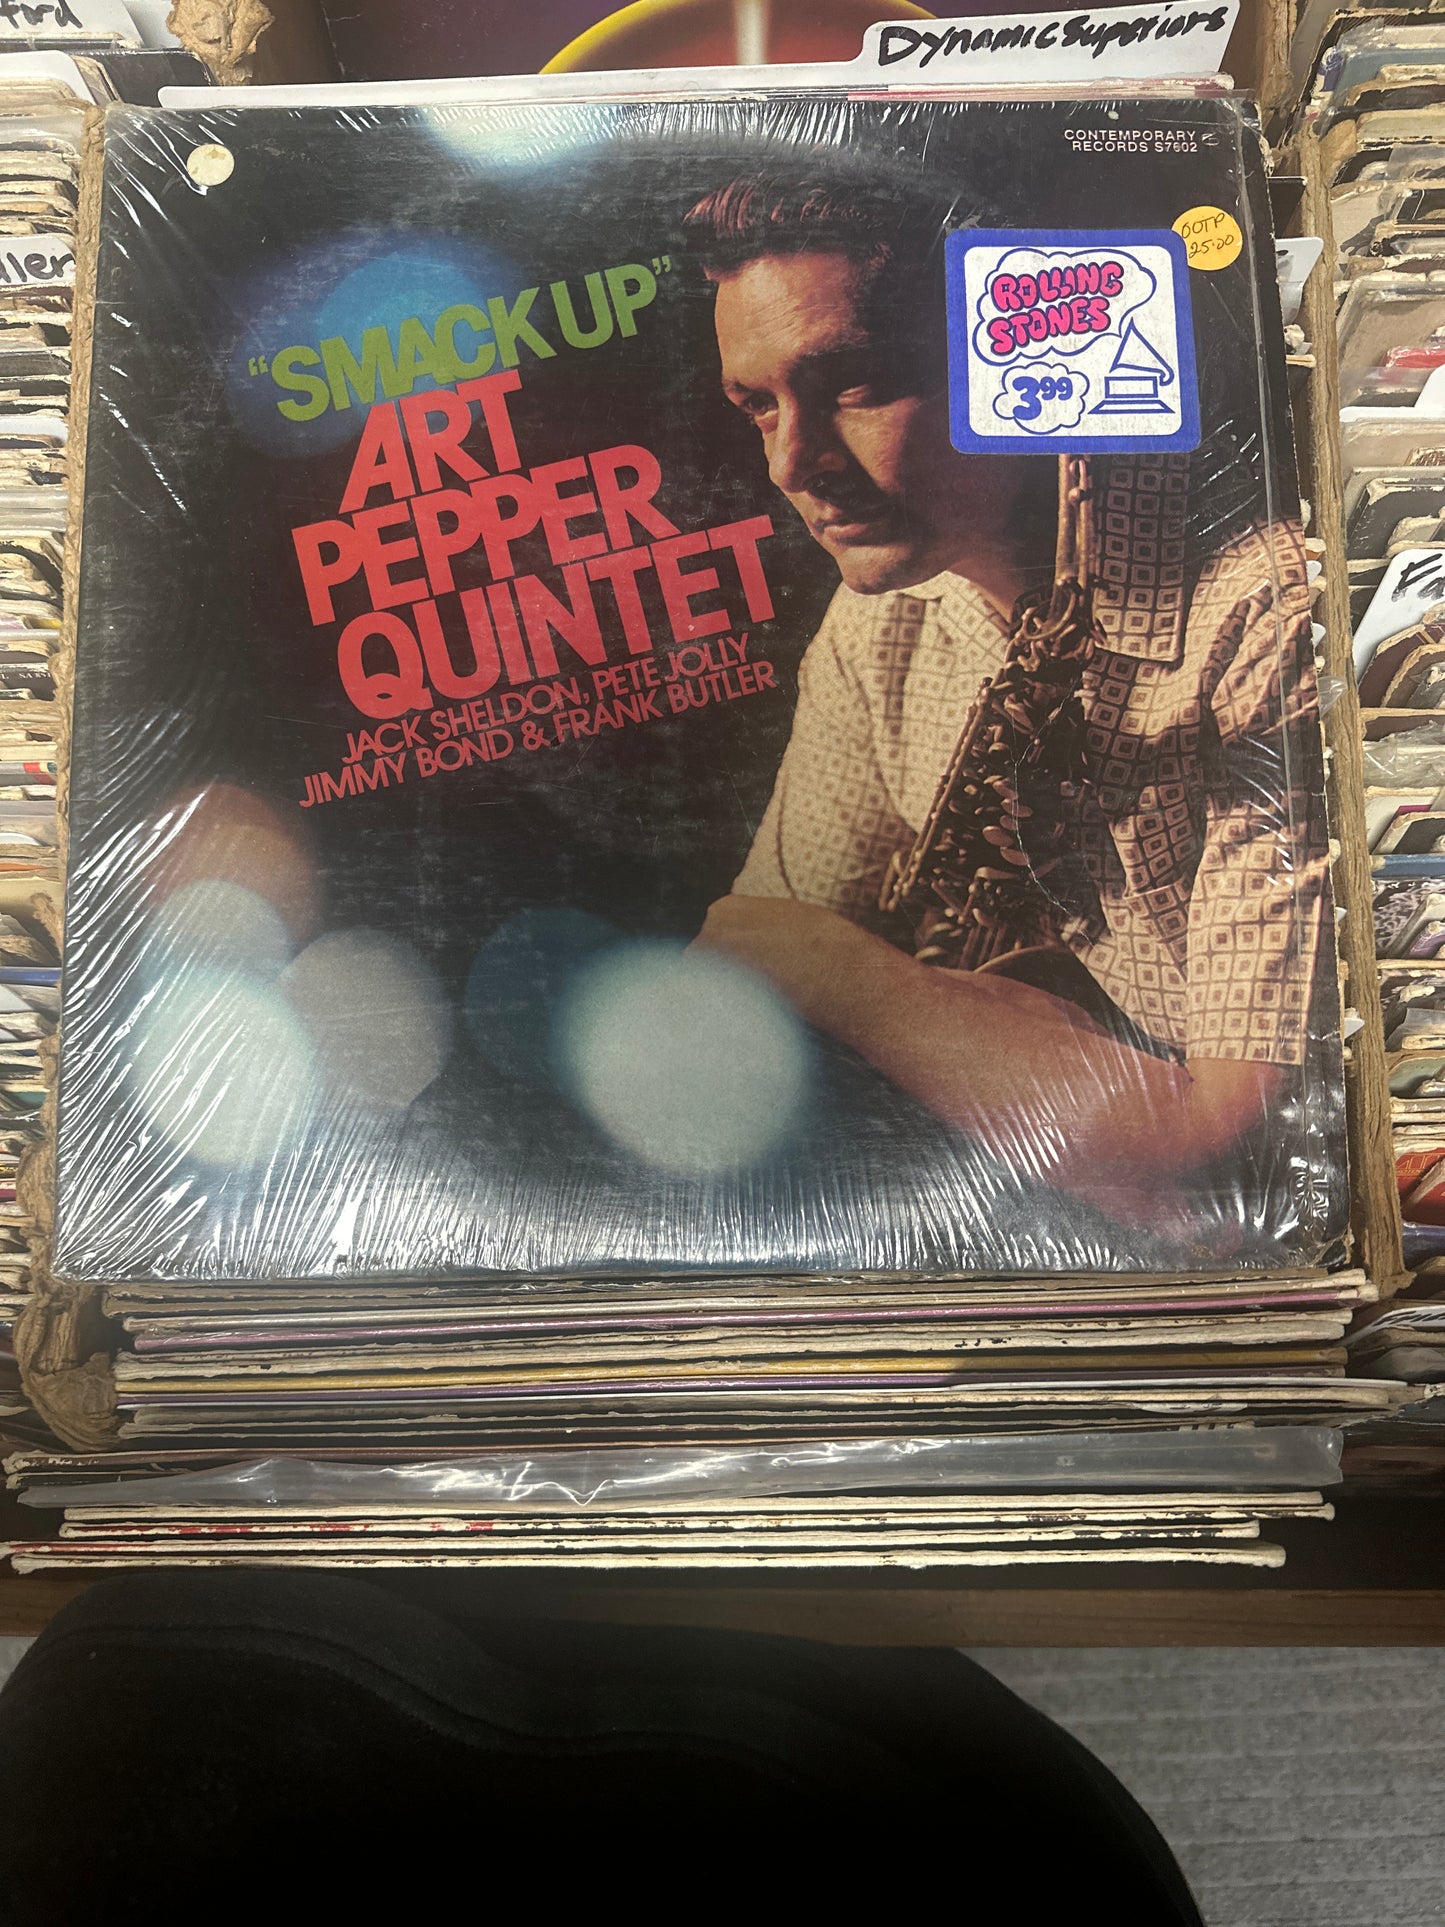 Dynamic Superiors
CONTEMPORARY
RECORDS S7602
OOTP
25.00
ROLLING
STONES
3.99
"SMACK UP"
ART
PEPPER
QUINTET
JACK SHELDON, PETE JOLLY
JIMMY BOND & FRANK BUTLER